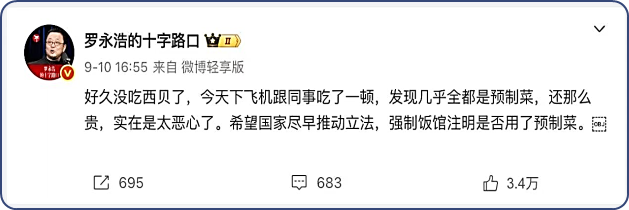 罗永浩的十字路口 II
9-10 16:55 来自 微博轻享版
好久没吃西贝了，今天下飞机跟同事吃了一顿，发现几乎全都是预制菜，还那么
贵，实在是太恶心了。希望国家尽早推动立法，强制饭馆注明是否用了预制菜。OBJ
695 683 3.4万